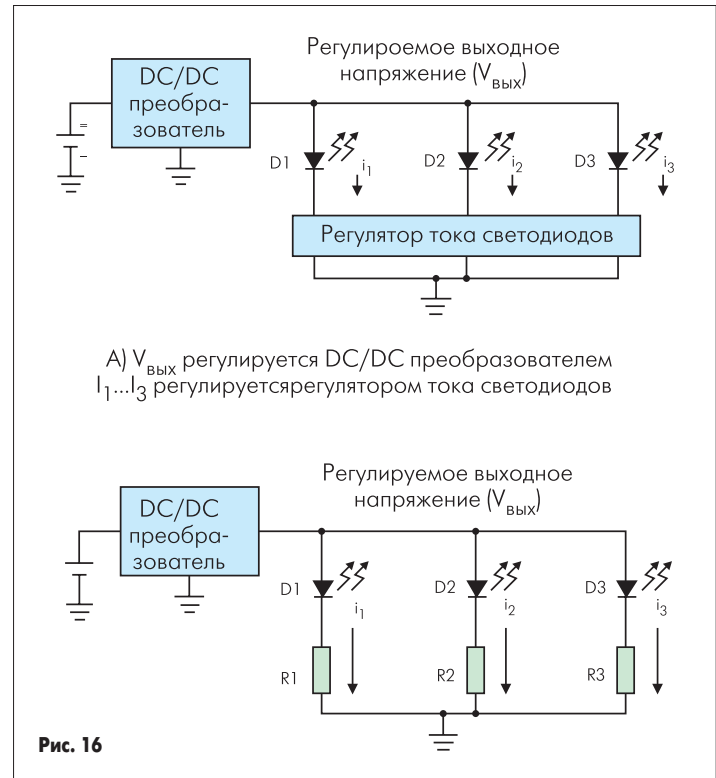 Регулироемое выходное
напряжение (Vвых)
DC/DC
преобра-
зователь
=
–
D1
i1
D2
i2
D3
i3
Регулятор тока светодиодов
A) Vвых регулируется DC/DC преобразователем
I1...I3 регулируетсярегулятором тока светодиодов
Регулируемое выходное
напряжение (Vвых)
DC/DC
преобра-
зователь
D1
i1
D2
i2
D3
i3
R1
R2
R3
Рис. 16